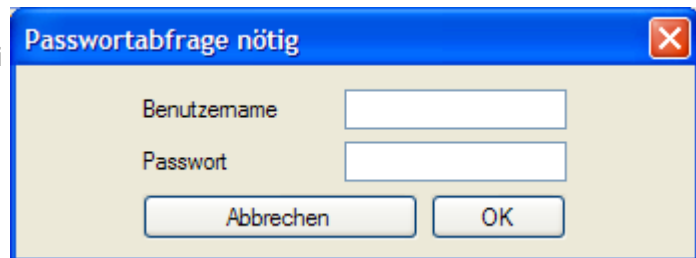 Passwortabfrage nötig
i
Benutzername
Passwort
Abbrechen OK